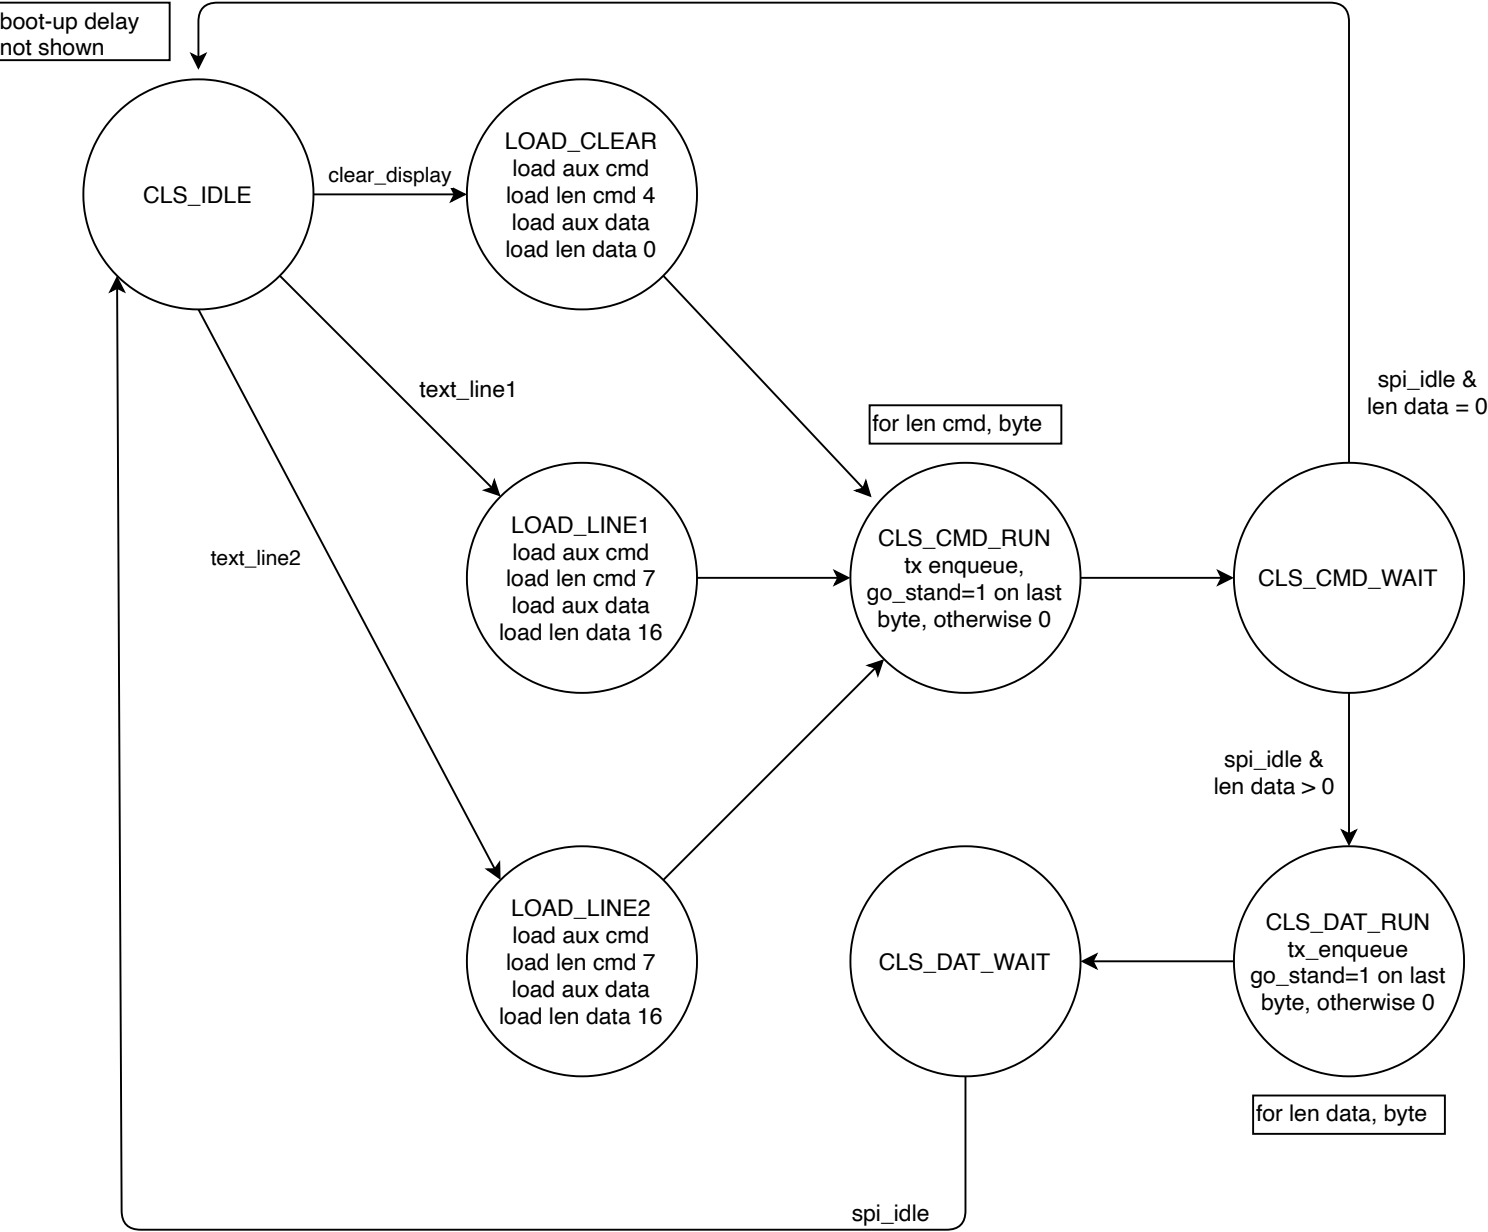 boot-up delay
not shown
CLS_IDLE
clear_display
LOAD_CLEAR
load aux cmd
load len cmd 4
load aux data
load len data 0
text_line1
text_line2
spi_idle &
len data = 0
for len cmd, byte
LOAD_LINE1
load aux cmd
load len cmd 7
load aux data
load len data 16
CLS_CMD_RUN
tx enqueue,
go_stand=1 on last
byte, otherwise 0
CLS_CMD_WAIT
spi_idle &
len data > 0
LOAD_LINE2
load aux cmd
load len cmd 7
load aux data
load len data 16
CLS_DAT_WAIT
CLS_DAT_RUN
tx_enqueue
go_stand=1 on last
byte, otherwise 0
for len data, byte
spi_idle